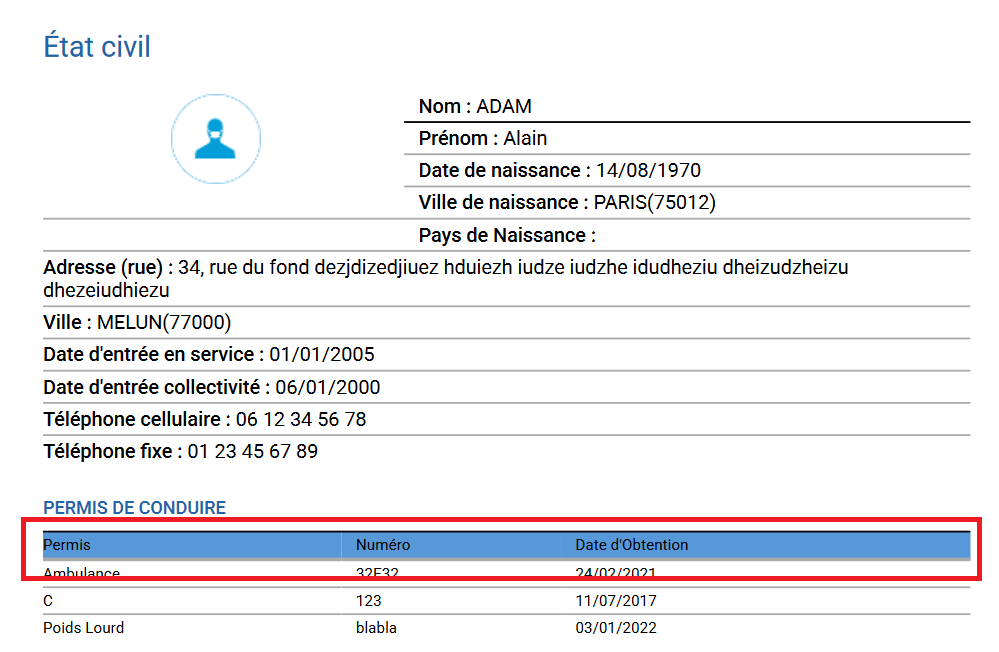 État civil
Nom : ADAM
Prénom : Alain
Date de naissance : 14/08/1970
Ville de naissance : PARIS(75012)
Pays de Naissance :
Adresse (rue) : 34, rue du fond dezjdizedjiuez hduiezh iudze iudzhe idudheziu dheizudzheizu
dhezeiudhiezu
Ville : MELUN(77000)
Date d'entrée en service : 01/01/2005
Date d'entrée collectivité : 06/01/2000
Téléphone cellulaire : 06 12 34 56 78
Téléphone fixe : 01 23 45 67 89
PERMIS DE CONDUIRE
Permis Numéro Date d'Obtention
Ambulance 32F32 24/02/2021
C 123 11/07/2017
Poids Lourd blabla 03/01/2022